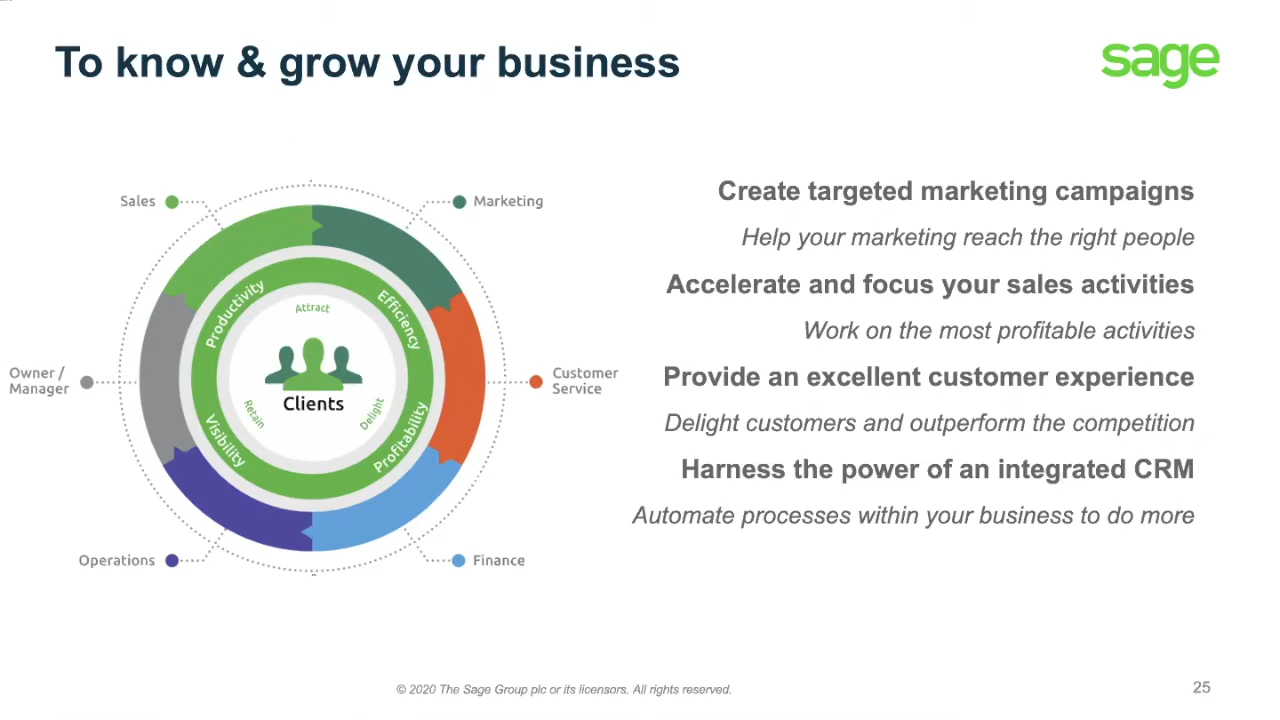 To know & grow your business
sage
Sales
Marketing
Productivity
Efficiency
Attract
Owner /
Manager
Customer
Service
Clients
Retain
Delight
Visibility
Profitability
Operations
Finance
Create targeted marketing campaigns
Help your marketing reach the right people
Accelerate and focus your sales activities
Work on the most profitable activities
Provide an excellent customer experience
Delight customers and outperform the competition
Harness the power of an integrated CRM
Automate processes within your business to do more
© 2020 The Sage Group plc or its licensors. All rights reserved.
25